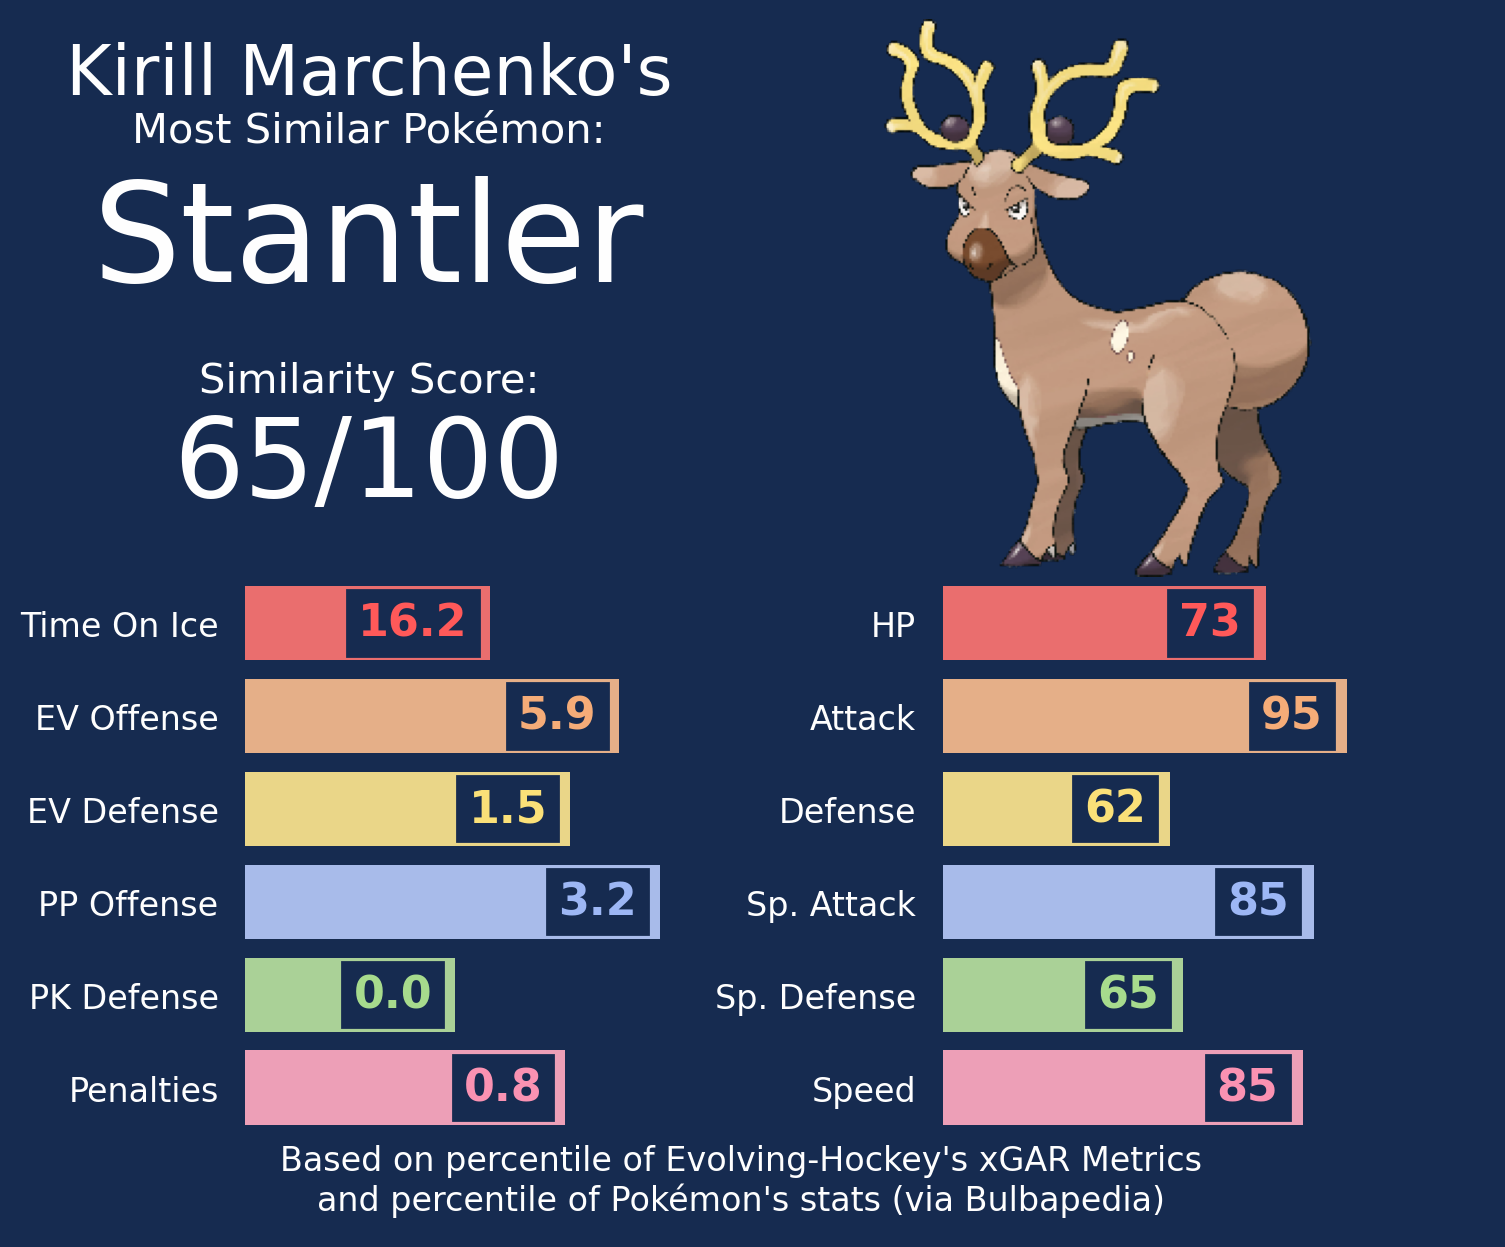 Kirill Marchenko's
Most Similar Pokémon:
Stantler
Similarity Score:
65/100
Time On Ice 16.2
EV Offense 5.9
EV Defense 1.5
PP Offense 3.2
PK Defense 0.0
Penalties 0.8
HP 73
Attack 95
Defense 62
Sp. Attack 85
Sp. Defense 65
Speed 85
Based on percentile of Evolving-Hockey's xGAR Metrics
and percentile of Pokémon's stats (via Bulbapedia)